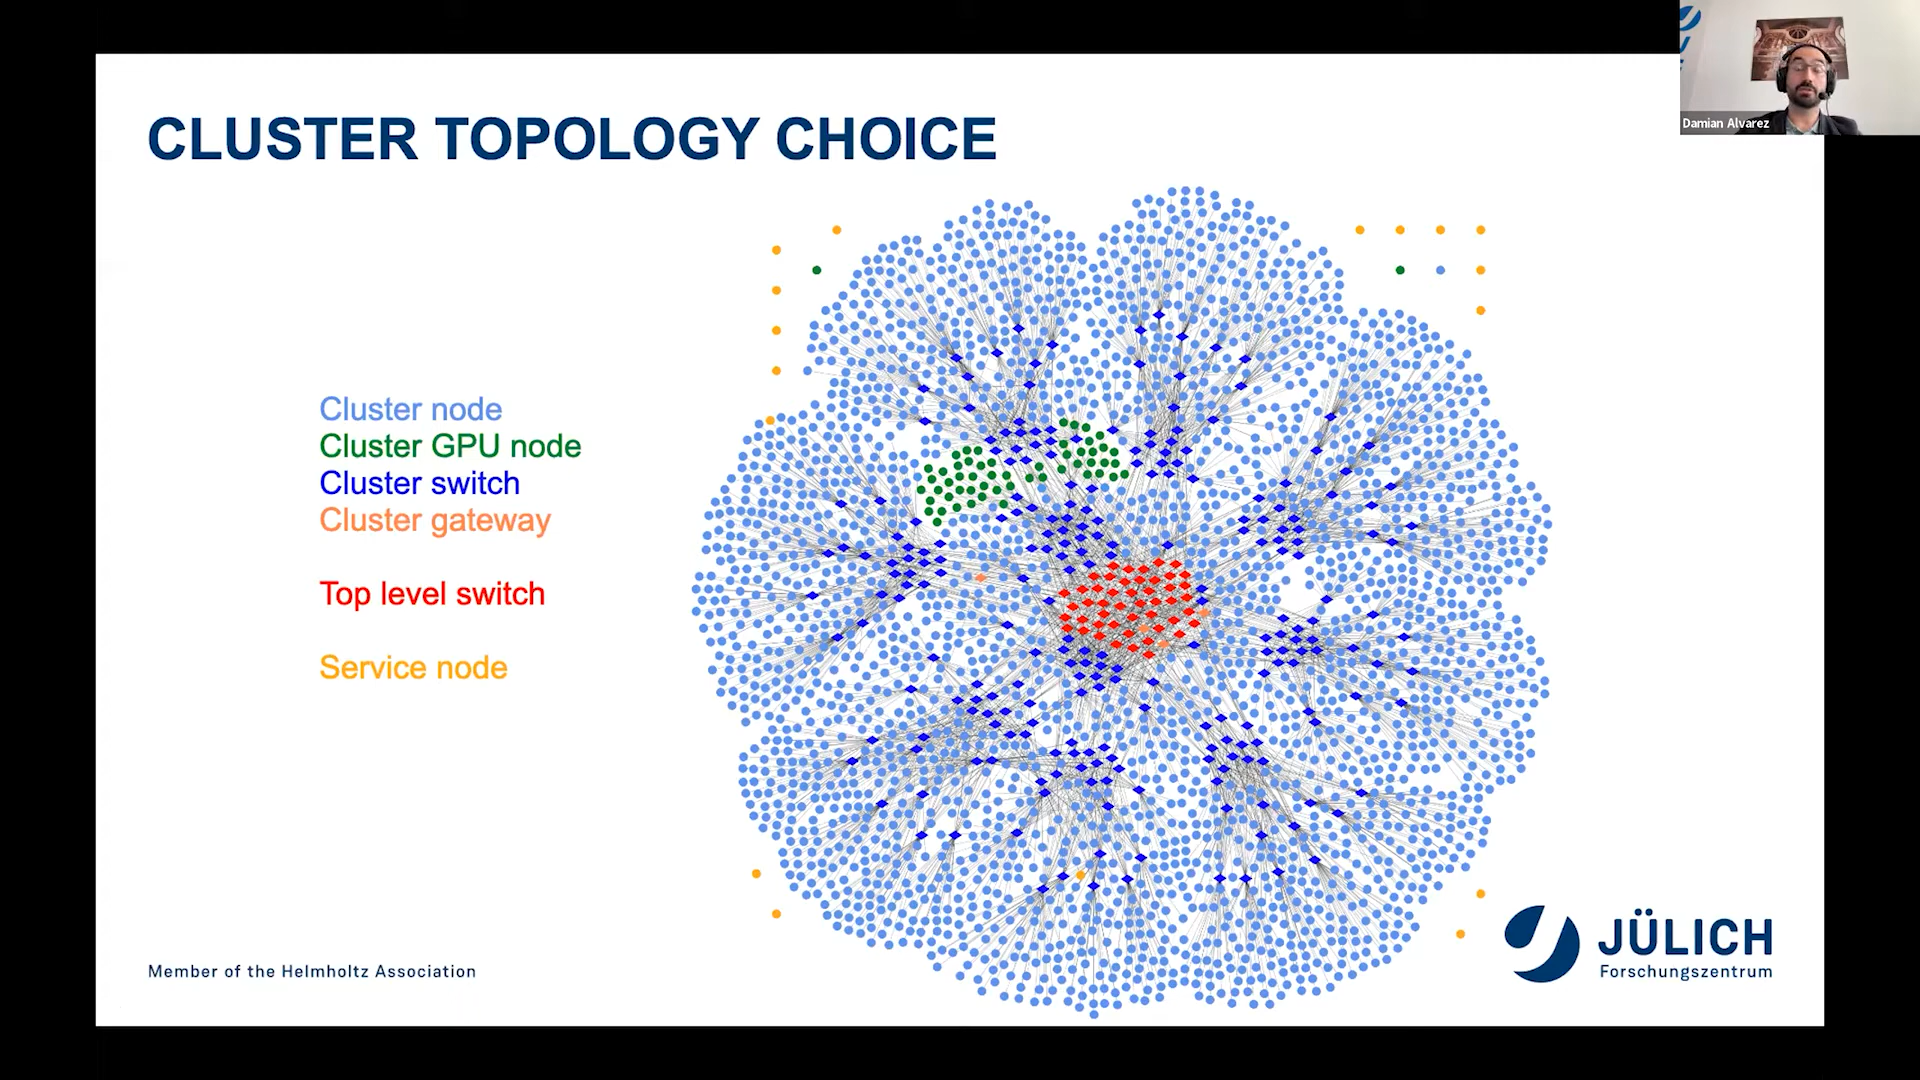 Damian Alvarez
CLUSTER TOPOLOGY CHOICE
Cluster node
Cluster GPU node
Cluster switch
Cluster gateway
Top level switch
Service node
Member of the Helmholtz Association
JÜLICH
Forschungszentrum